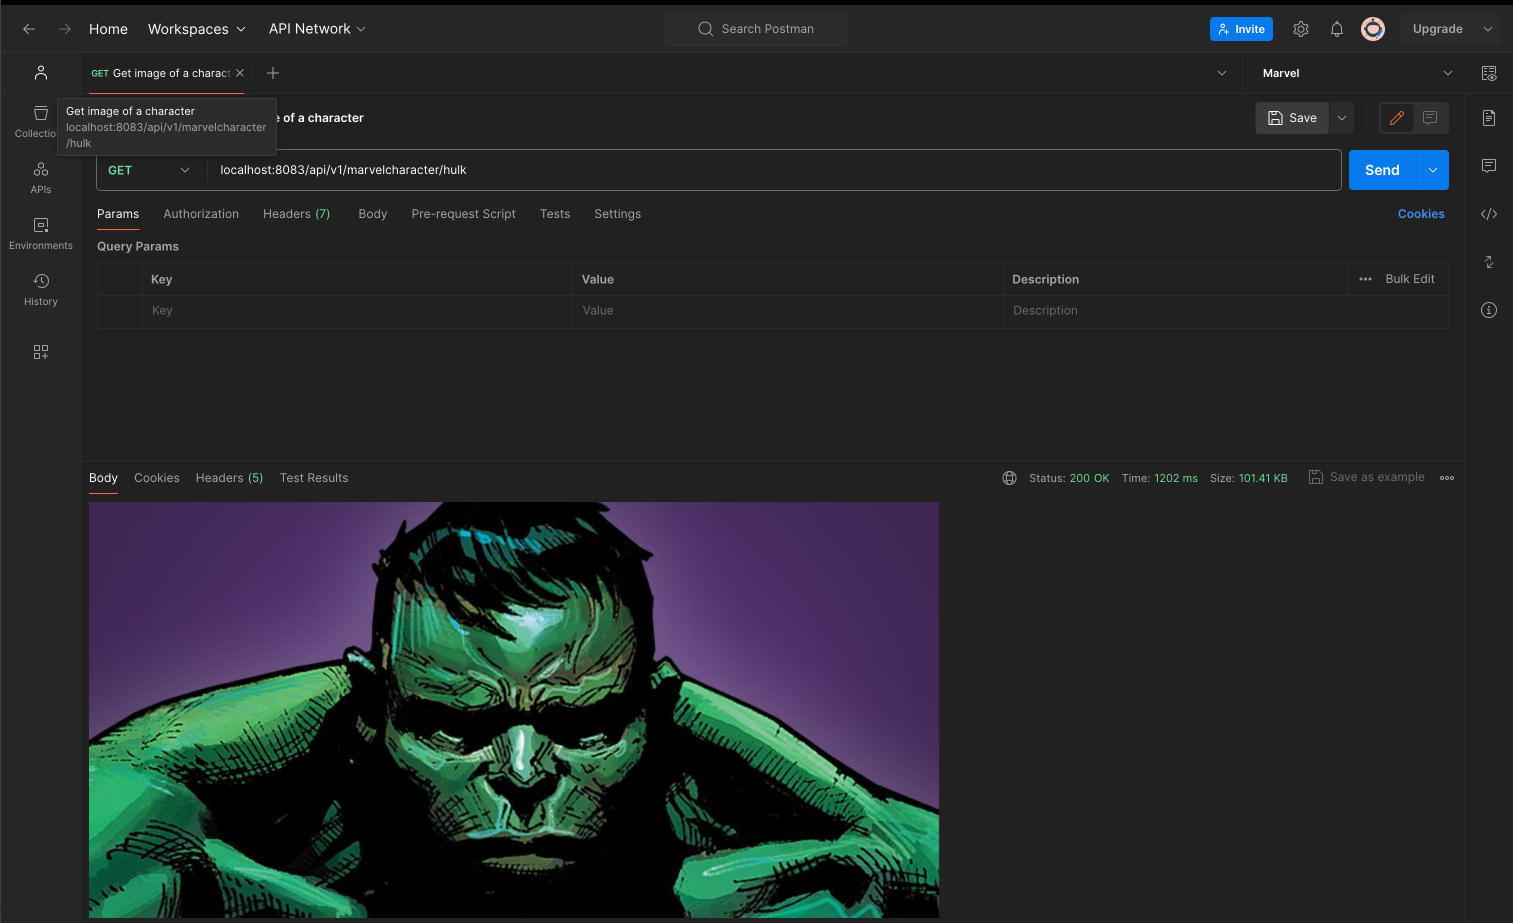 Home Workspaces API Network Search Postman Invite Upgrade
GET Get image of a charact Marvel
Get image of a character
localhost:8083/api/v1/marvelcharacter
/hulk
e of a character Save
Collectio
GET localhost:8083/api/v1/marvelcharacter/hulk Send
APIs
Params Authorization Headers (7) Body Pre-request Script Tests Settings Cookies
Environments
Query Params
Key Value Description Bulk Edit
History
Key Value Description
Body Cookies Headers (5) Test Results Status: 200 OK Time: 1202 ms Size: 101.41 KB Save as example